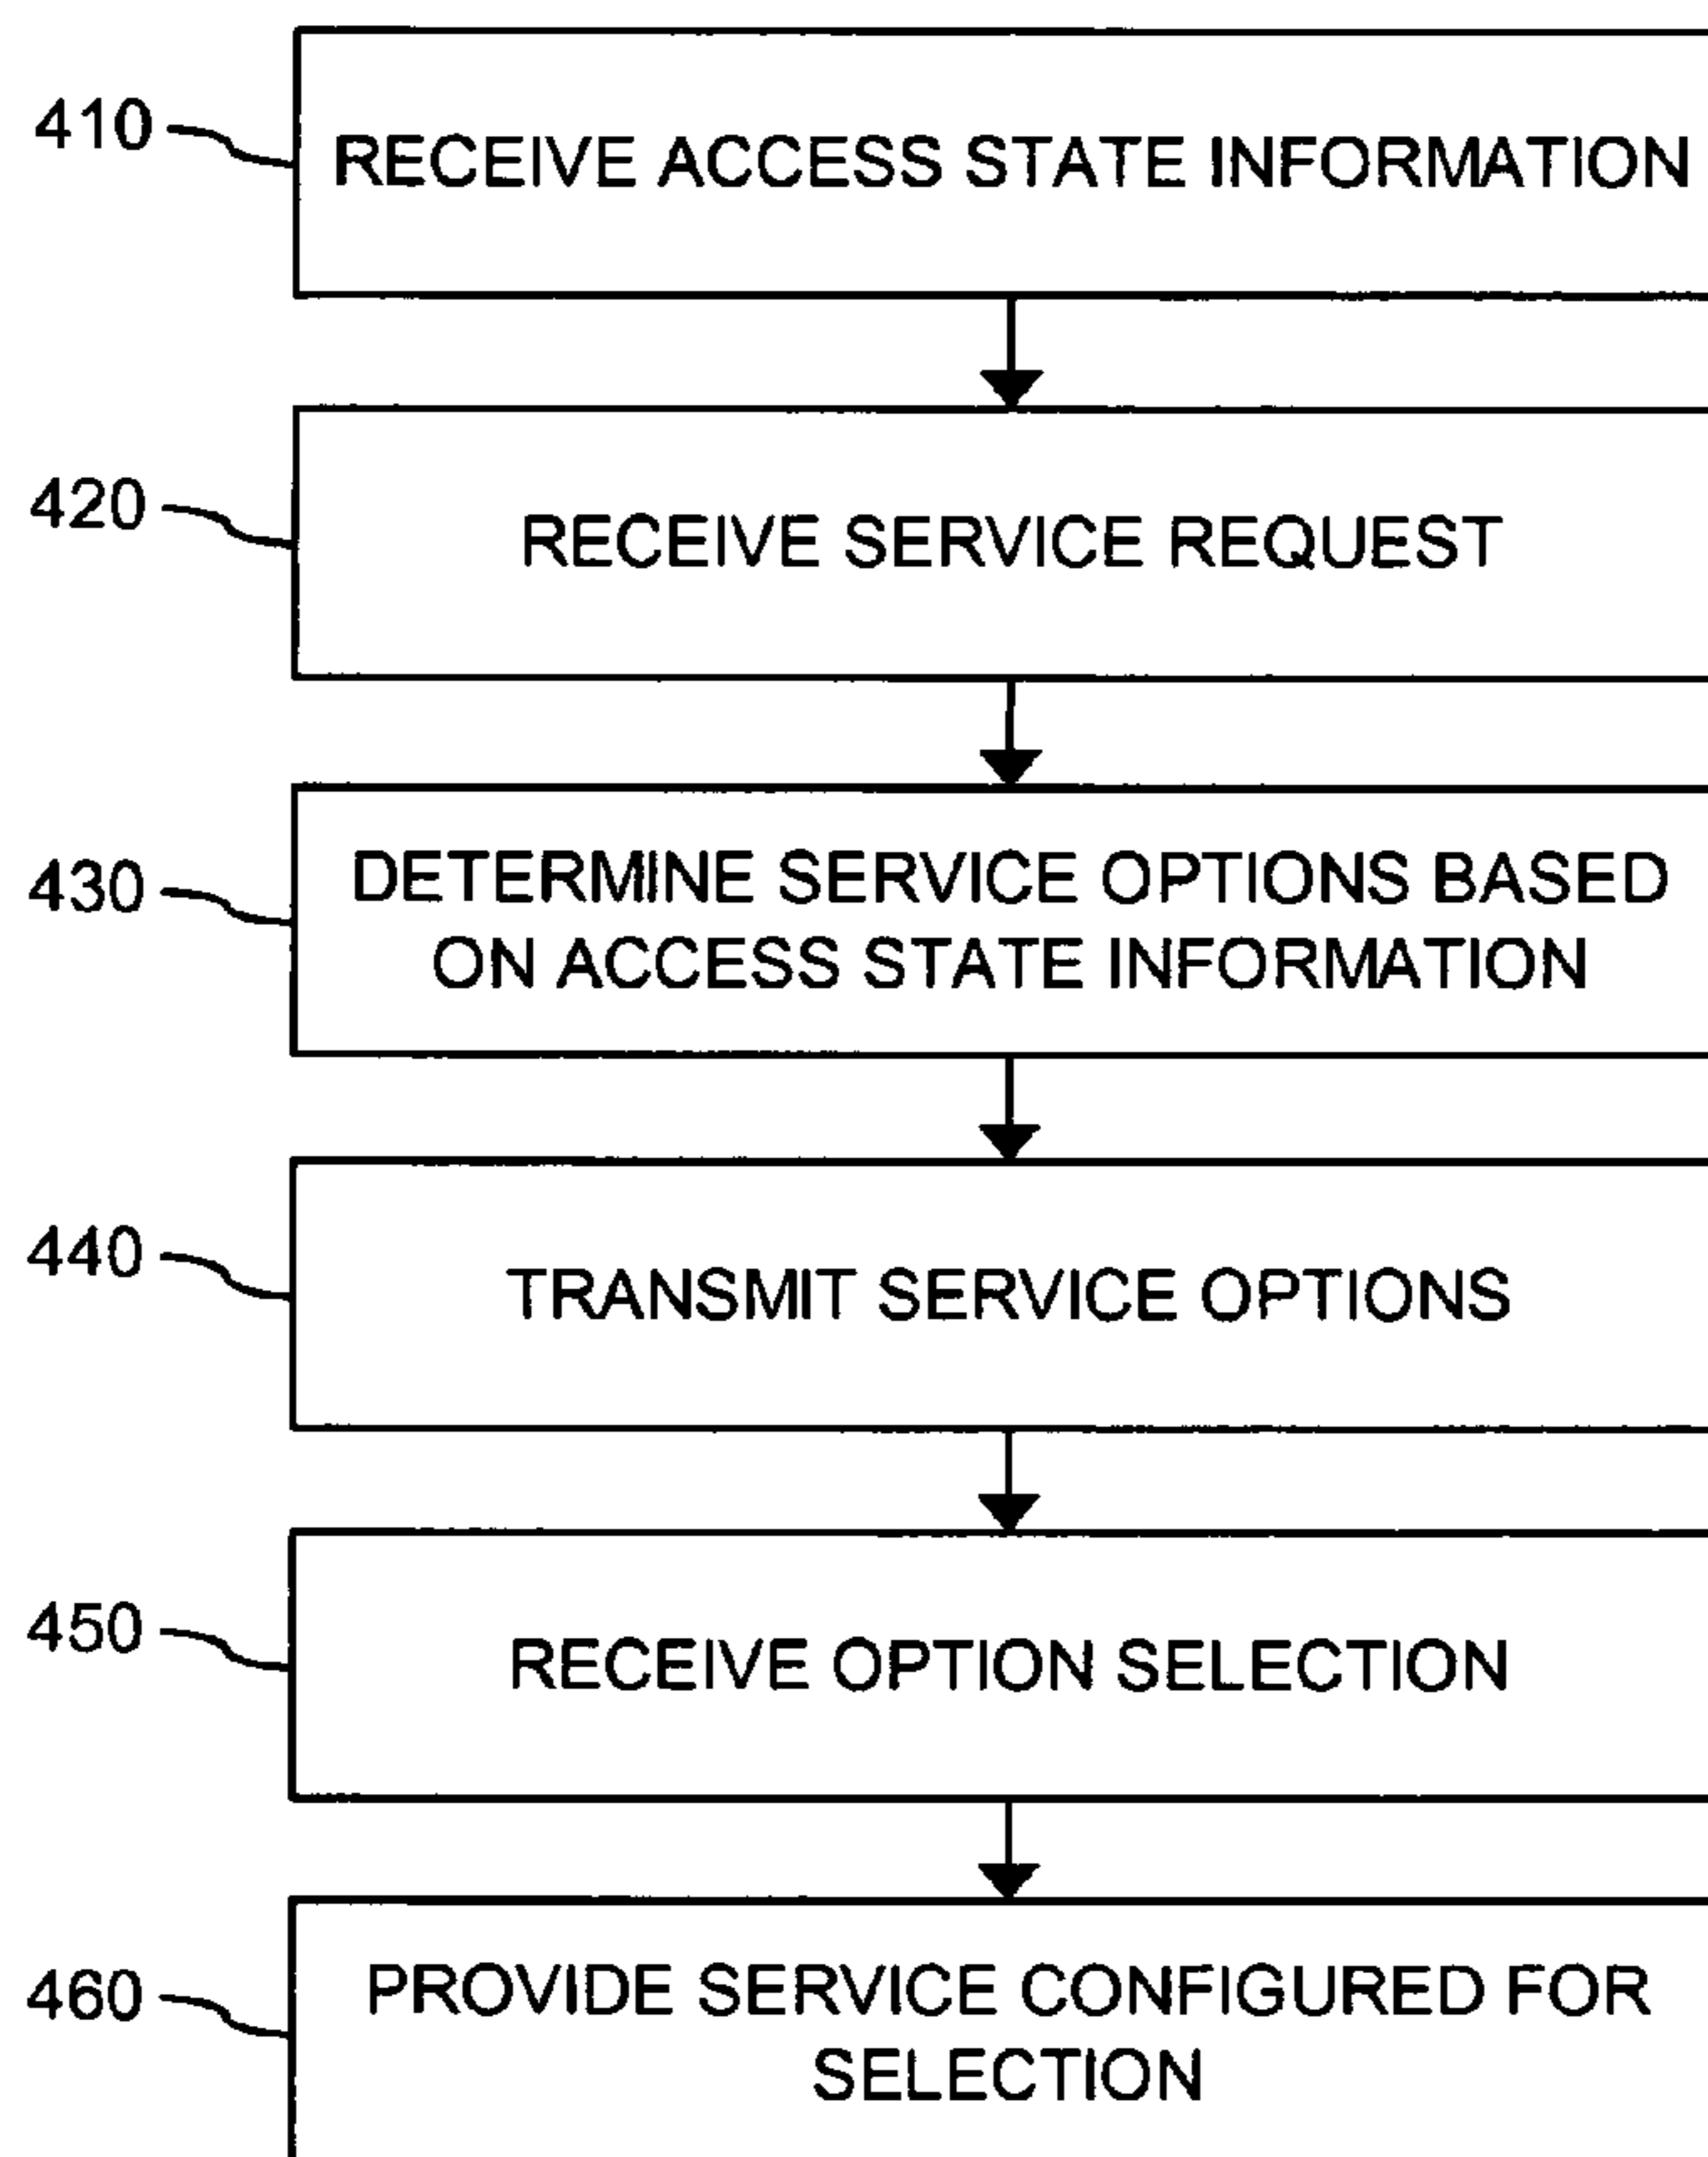 410
RECEIVE ACCESS STATE INFORMATION
420
RECEIVE SERVICE REQUEST
430
DETERMINE SERVICE OPTIONS BASED
ON ACCESS STATE INFORMATION
440
TRANSMIT SERVICE OPTIONS
450
RECEIVE OPTION SELECTION
460
PROVIDE SERVICE CONFIGURED FOR
SELECTION